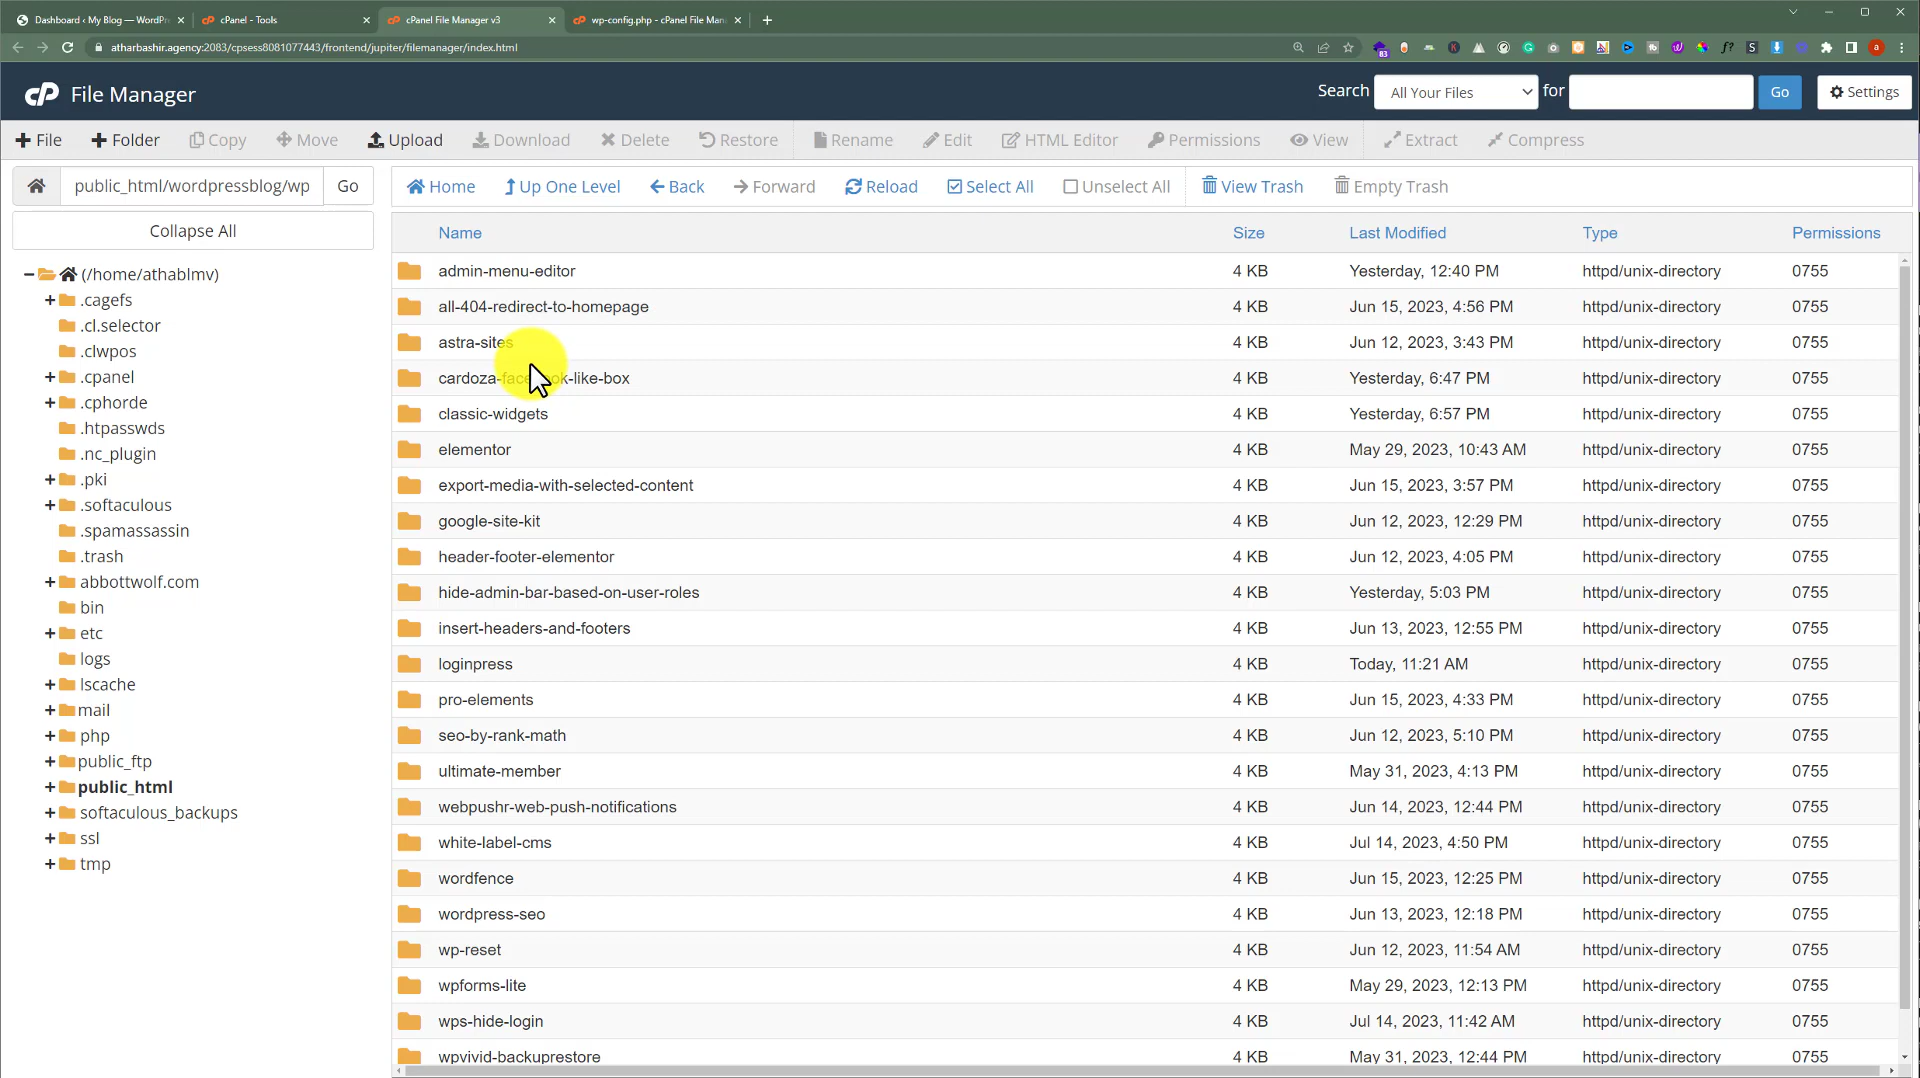 Dashboard ‹ My Blog — WordPr
cPanel - Tools
cPanel File Manager v3
wp-config.php - cPanel File Man
atharbashir.agency:2083/cpsess8081077443/frontend/jupiter/filemanager/index.html
cP File Manager
Search All Your Files for Go Settings
File Folder Copy Move Upload Download Delete Restore Rename Edit HTML Editor Permissions View Extract Compress
public_html/wordpressblog/wp Go
Home Up One Level Back Forward Reload Select All Unselect All View Trash Empty Trash
Collapse All
(/home/athablmv)
.cagefs
.cl.selector
.clwpos
.cpanel
.cphorde
.htpasswds
.nc_plugin
.pki
.softaculous
.spamassassin
.trash
abbottwolf.com
bin
etc
logs
lscache
mail
php
public_ftp
public_html
softaculous_backups
ssl
tmp
Name Size Last Modified Type Permissions
admin-menu-editor 4 KB Yesterday, 12:40 PM httpd/unix-directory 0755
all-404-redirect-to-homepage 4 KB Jun 15, 2023, 4:56 PM httpd/unix-directory 0755
astra-sites 4 KB Jun 12, 2023, 3:43 PM httpd/unix-directory 0755
cardoza-facebook-like-box 4 KB Yesterday, 6:47 PM httpd/unix-directory 0755
classic-widgets 4 KB Yesterday, 6:57 PM httpd/unix-directory 0755
elementor 4 KB May 29, 2023, 10:43 AM httpd/unix-directory 0755
export-media-with-selected-content 4 KB Jun 15, 2023, 3:57 PM httpd/unix-directory 0755
google-site-kit 4 KB Jun 12, 2023, 12:29 PM httpd/unix-directory 0755
header-footer-elementor 4 KB Jun 12, 2023, 4:05 PM httpd/unix-directory 0755
hide-admin-bar-based-on-user-roles 4 KB Yesterday, 5:03 PM httpd/unix-directory 0755
insert-headers-and-footers 4 KB Jun 13, 2023, 12:55 PM httpd/unix-directory 0755
loginpress 4 KB Today, 11:21 AM httpd/unix-directory 0755
pro-elements 4 KB Jun 15, 2023, 4:33 PM httpd/unix-directory 0755
seo-by-rank-math 4 KB Jun 12, 2023, 5:10 PM httpd/unix-directory 0755
ultimate-member 4 KB May 31, 2023, 4:13 PM httpd/unix-directory 0755
webpushr-web-push-notifications 4 KB Jun 14, 2023, 12:44 PM httpd/unix-directory 0755
white-label-cms 4 KB Jul 14, 2023, 4:50 PM httpd/unix-directory 0755
wordfence 4 KB Jun 15, 2023, 12:25 PM httpd/unix-directory 0755
wordpress-seo 4 KB Jun 13, 2023, 12:18 PM httpd/unix-directory 0755
wp-reset 4 KB Jun 12, 2023, 11:54 AM httpd/unix-directory 0755
wpforms-lite 4 KB May 29, 2023, 12:13 PM httpd/unix-directory 0755
wps-hide-login 4 KB Jul 14, 2023, 11:42 AM httpd/unix-directory 0755
wpvivid-backuprestore 4 KB May 31, 2023, 12:44 PM httpd/unix-directory 0755